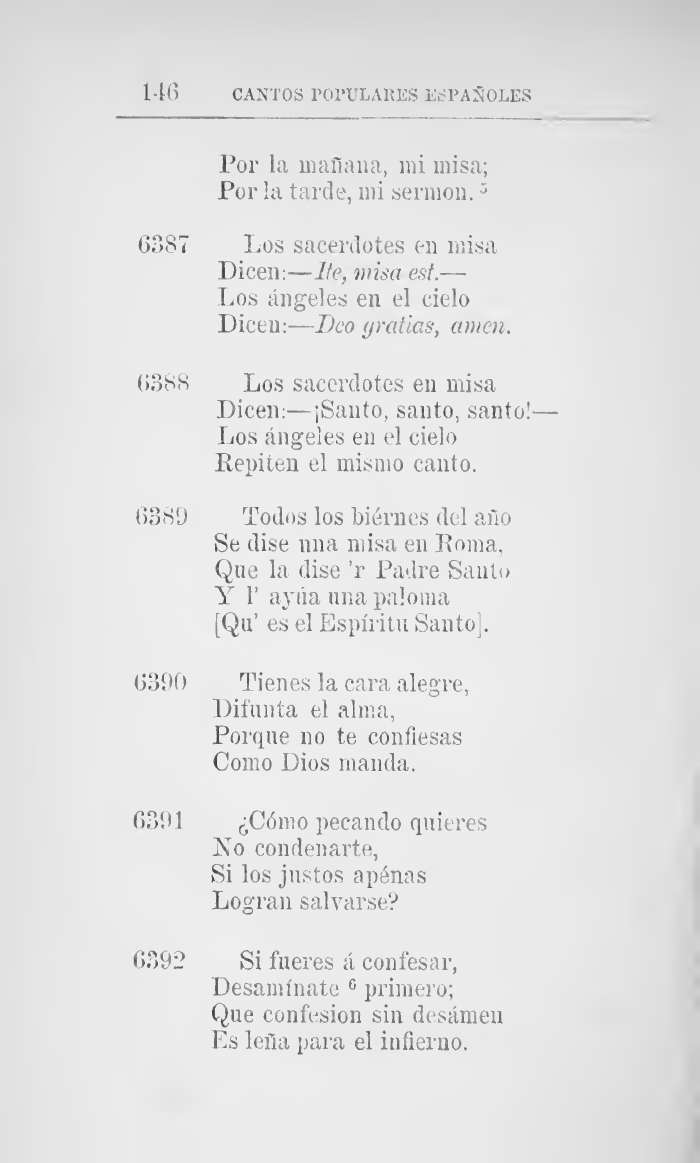 146 CANTOS POPULARES ESPAÑOLES
Por la mañana, mi misa;
Por la tarde, mi sermon. 5
6387 Los sacerdotes en misa
Dicen:—Ite, misa est.—
Los ángeles en el cielo
Dicen:—Deo gratias, amen.
6388 Los sacerdotes en misa
Dicen:—¡Santo, santo, santo!—
Los ángeles en el cielo
Repiten el mismo canto.
6389 Todos los biérnes del año
Se dise una misa en Roma,
Que la dise 'r Padre Santo
Y l' ayúa una paloma
[Qu' es el Espíritu Santo].
6390 Tienes la cara alegre,
Difunta el alma,
Porque no te confiesas
Como Dios manda.
6391 ¿Cómo pecando quieres
No condenarte,
Si los justos apénas
Logran salvarse?
6392 Si fueres á confesar,
Desamínate 6 primero;
Que confesion sin desámen
Es leña para el infierno.